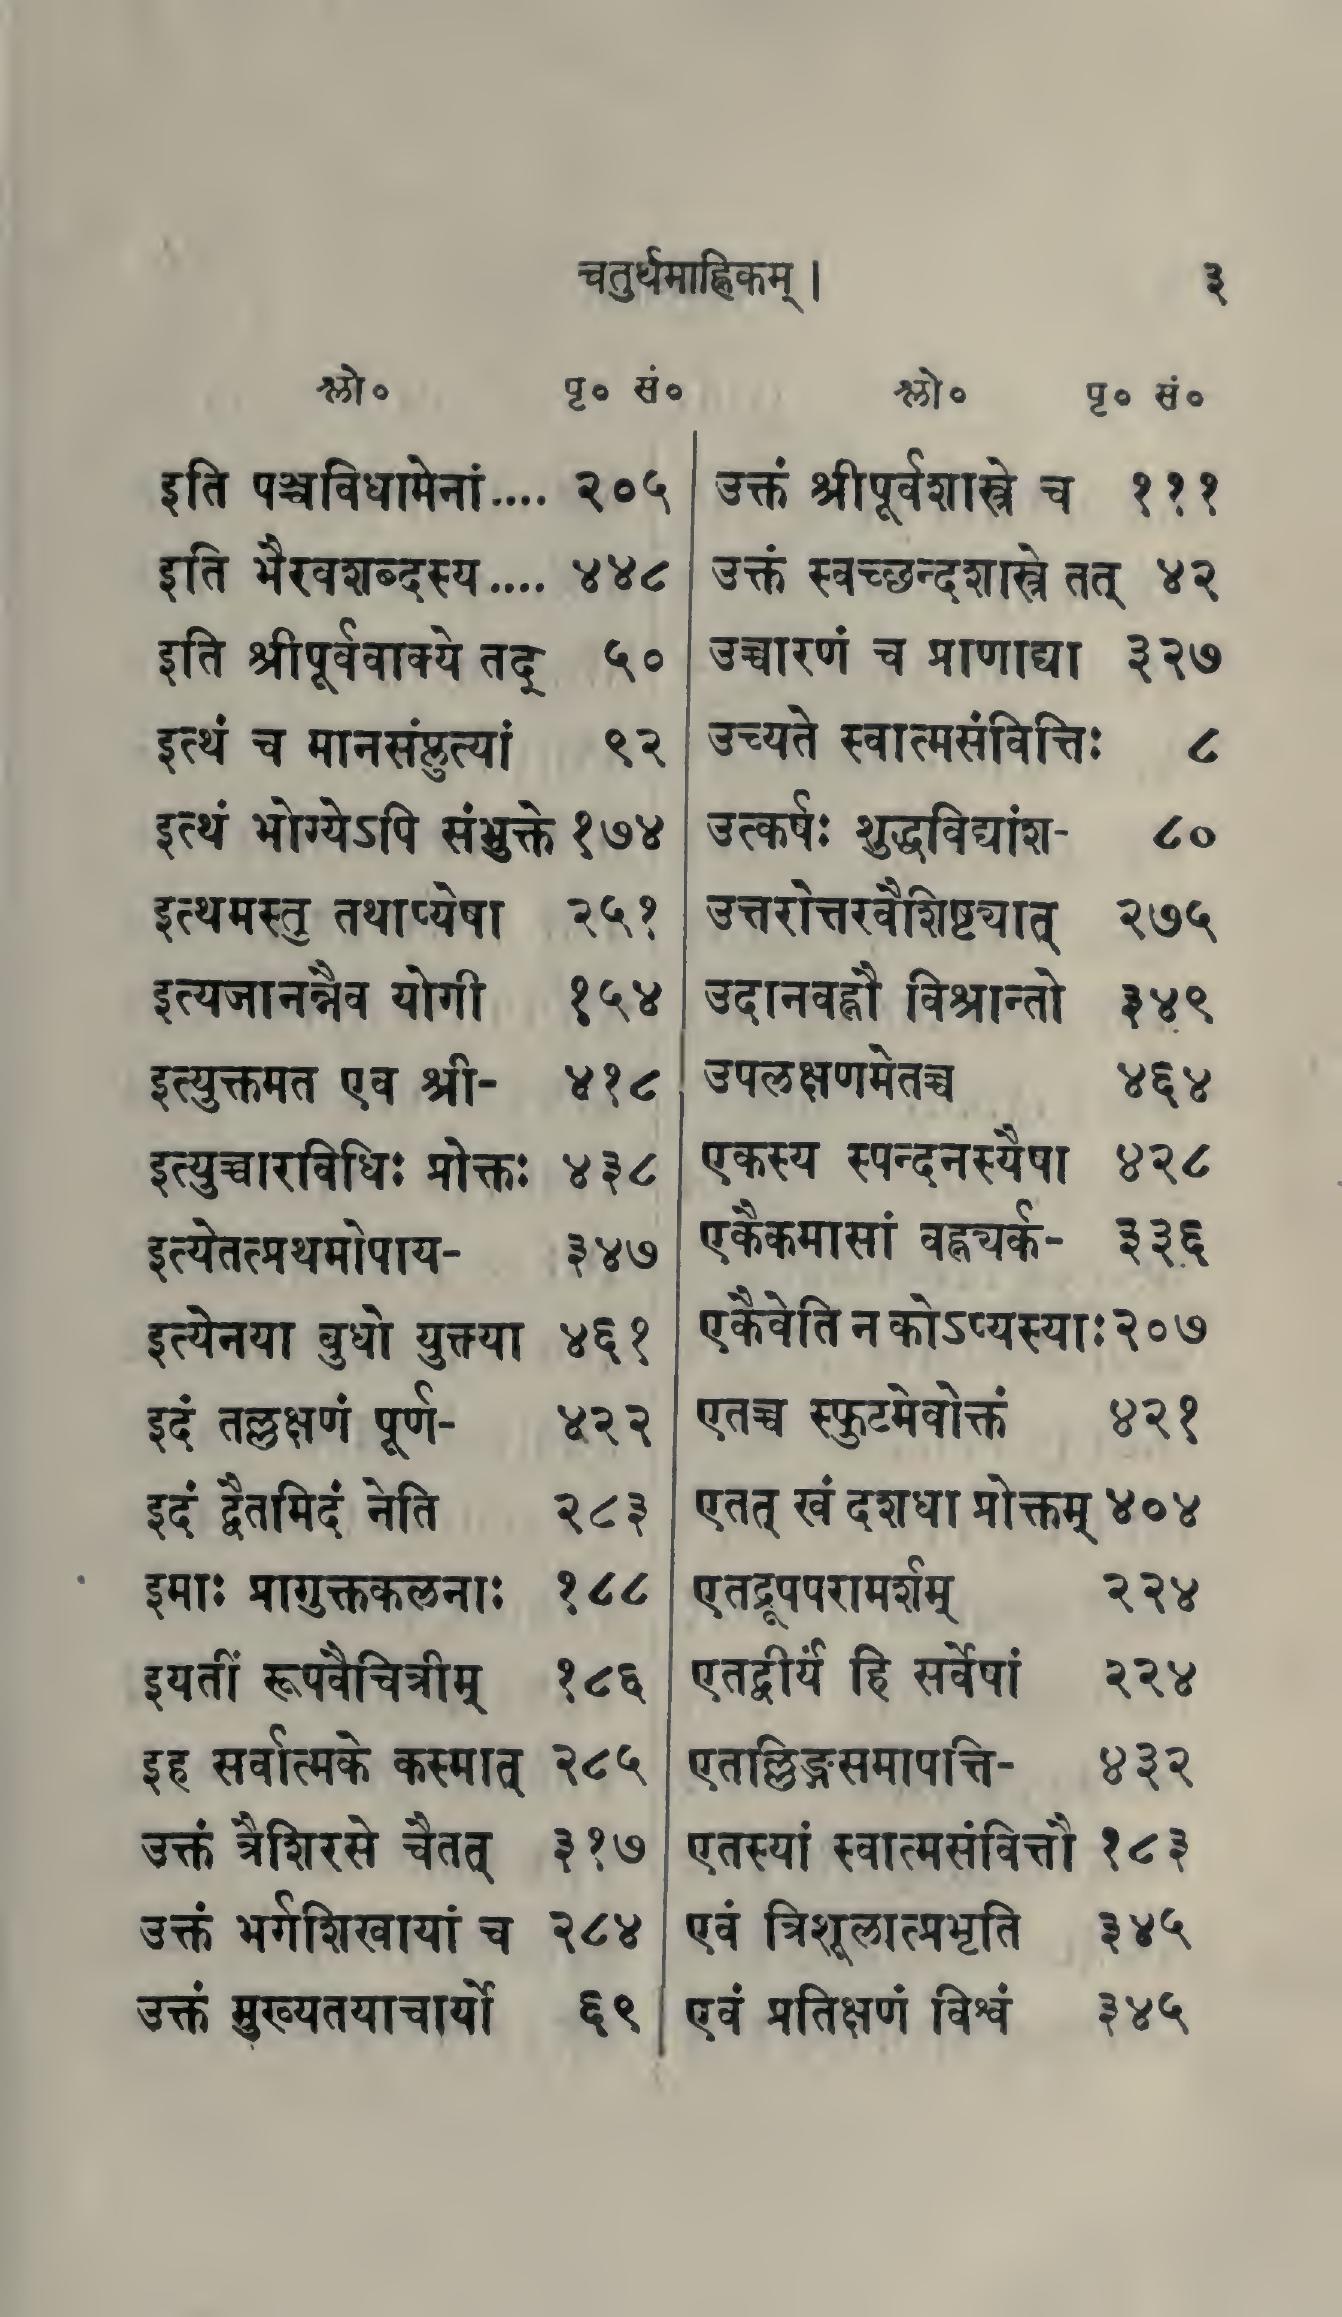 चतुर्थमाह्निकम् । ३
श्लो० पृ० सं०
इति पञ्चविधामेनां.... २०५
इति भैरवशब्दस्य.... ४४८
इति श्रीपूर्ववाक्ये तद् ५०
इत्थं च मानसंप्लुत्यां ९२
इत्थं भोग्येऽपि संभुक्ते १७४
इत्थमस्तु तथाप्येषा २५१
इत्यजानन्नैव योगी १५४
इत्युक्तमत एव श्री- ४१८
इत्युच्चारविधिः प्रोक्तः ४३८
इत्येतत्प्रथमोपाय- ३४७
इत्येनया बुधो युक्तया ४६१
इदं तल्लक्षणं पूर्ण- ४२२
इदं द्वैतमिदं नेति २८३
इमाः प्रागुक्तकलनाः १८८
इयतीं रूपवैचित्रीम् १८६
इह सर्वात्मके कस्मात् २८५
उक्तं त्रैशिरसे चैतत् ३१७
उक्तं भर्गशिखायां च २८४
उक्तं मुख्यतयाचार्यो ६९
श्लो० पृ० सं०
उक्तं श्रीपूर्वशास्त्रे च १११
उक्तं स्वच्छन्दशास्त्रे तत् ४२
उच्चारणं च प्राणाद्या ३२७
उच्यते स्वात्मसंवित्तिः ८
उत्कर्षः शुद्धविद्यांश- ८०
उत्तरोत्तरवैशिष्ट्यात् २७५
उदानवह्नौ विश्रान्तो ३४९
उपलक्षणमेतच्च ४६४
एकस्य स्पन्दनस्यैषा ४२८
एकैकमासां वह्न्यर्क- ३३६
एकैवेति न कोऽप्यस्याः २०७
एतच्च स्फुटमेवोक्तं ४२१
एतत् खं दशधा प्रोक्तम् ४०४
एतद्रूपपरामर्शम् २२४
एतद्वीर्यं हि सर्वेषां २२४
एतल्लिङ्गसमापत्ति- ४३२
एतस्यां स्वात्मसंवित्तौ १८३
एवं त्रिशूलात्प्रभृति ३४५
एवं प्रतिक्षणं विश्वं ३४५